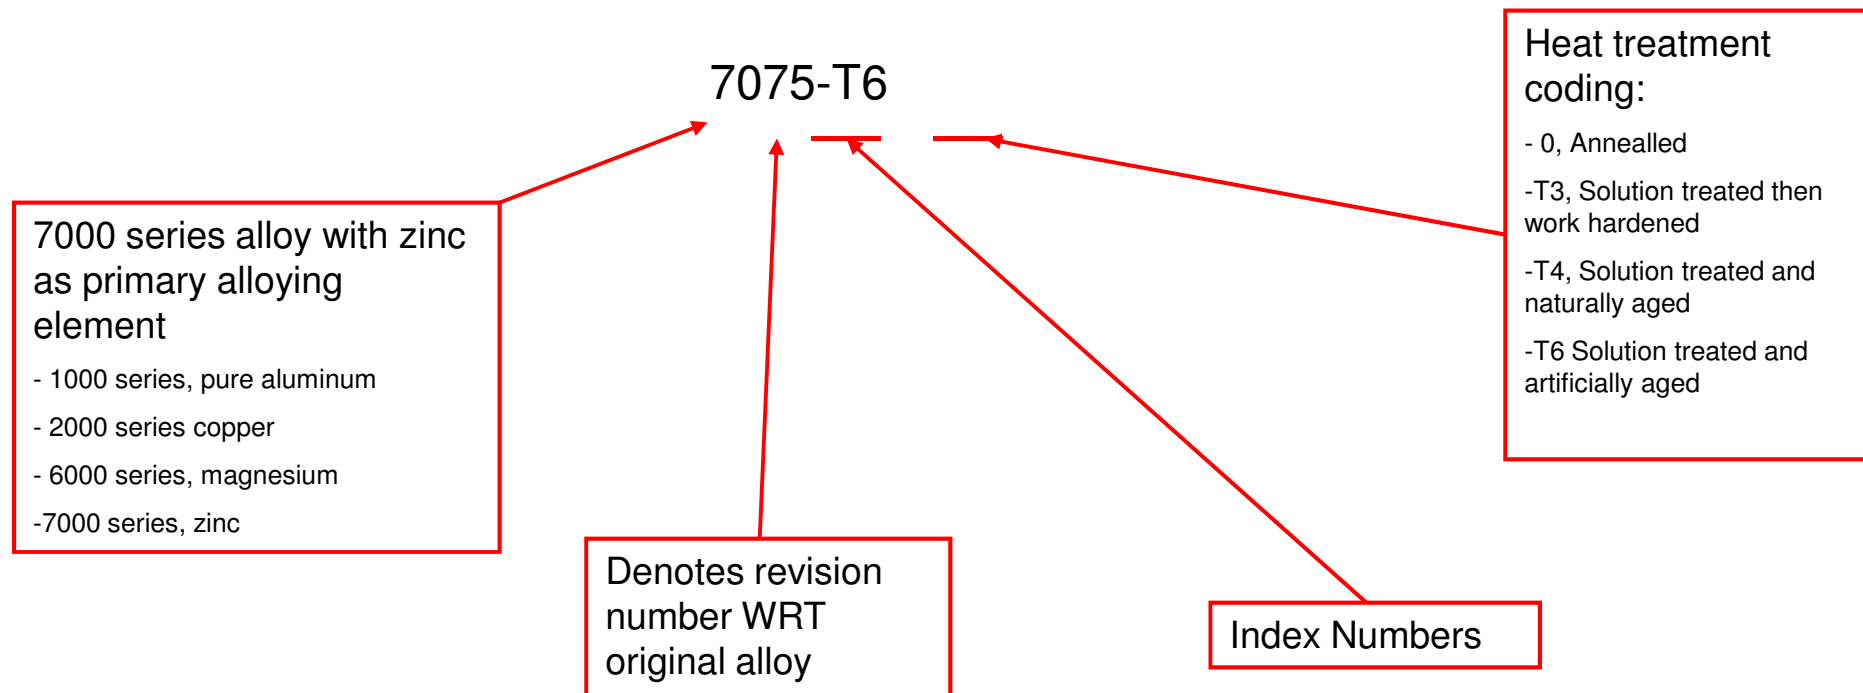 7075-T6
Heat treatment
coding:
- 0, Annealled
-T3, Solution treated then
work hardened
-T4, Solution treated and
naturally aged
-T6 Solution treated and
artificially aged
7000 series alloy with zinc
as primary alloying
element
- 1000 series, pure aluminum
- 2000 series copper
- 6000 series, magnesium
-7000 series, zinc
Denotes revision
number WRT
original alloy
Index Numbers